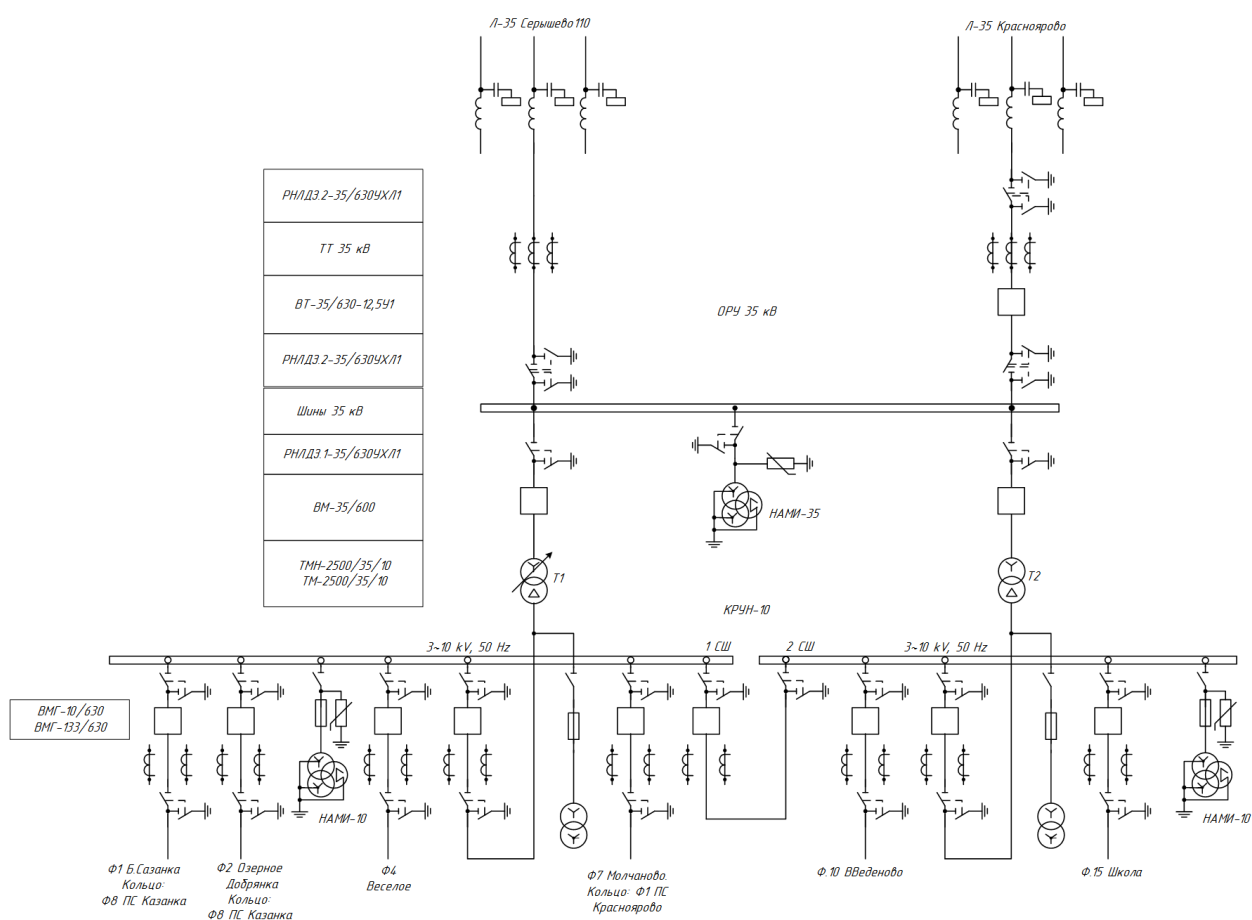 Л-35 Серышево110
Л-35 Красноярово
РНЛДЗ.2-35/630УХЛ1
ТТ 35 кВ
ВТ-35/630-12,5У1
ОРУ 35 кВ
РНЛДЗ.2-35/630УХЛ1
Шины 35 кВ
РНЛДЗ.1-35/630УХЛ1
ВМ-35/600
НАМИ-35
ТМН-2500/35/10
ТМ-2500/35/10
Т1
Т2
КРУН-10
3~10 kV, 50 Hz
1 СШ
2 СШ
3~10 kV, 50 Hz
ВМГ-10/630
ВМГ-133/630
НАМИ-10
НАМИ-10
Ф1 Б.Сазанка
Кольцо:
Ф8 ПС Казанка
Ф2 Озерное
Добрянка
Кольцо:
Ф8 ПС Казанка
Ф4
Веселое
Ф7 Молчаново.
Кольцо: Ф1 ПС
Красноярово
Ф.10 ВВеденово
Ф.15 Школа